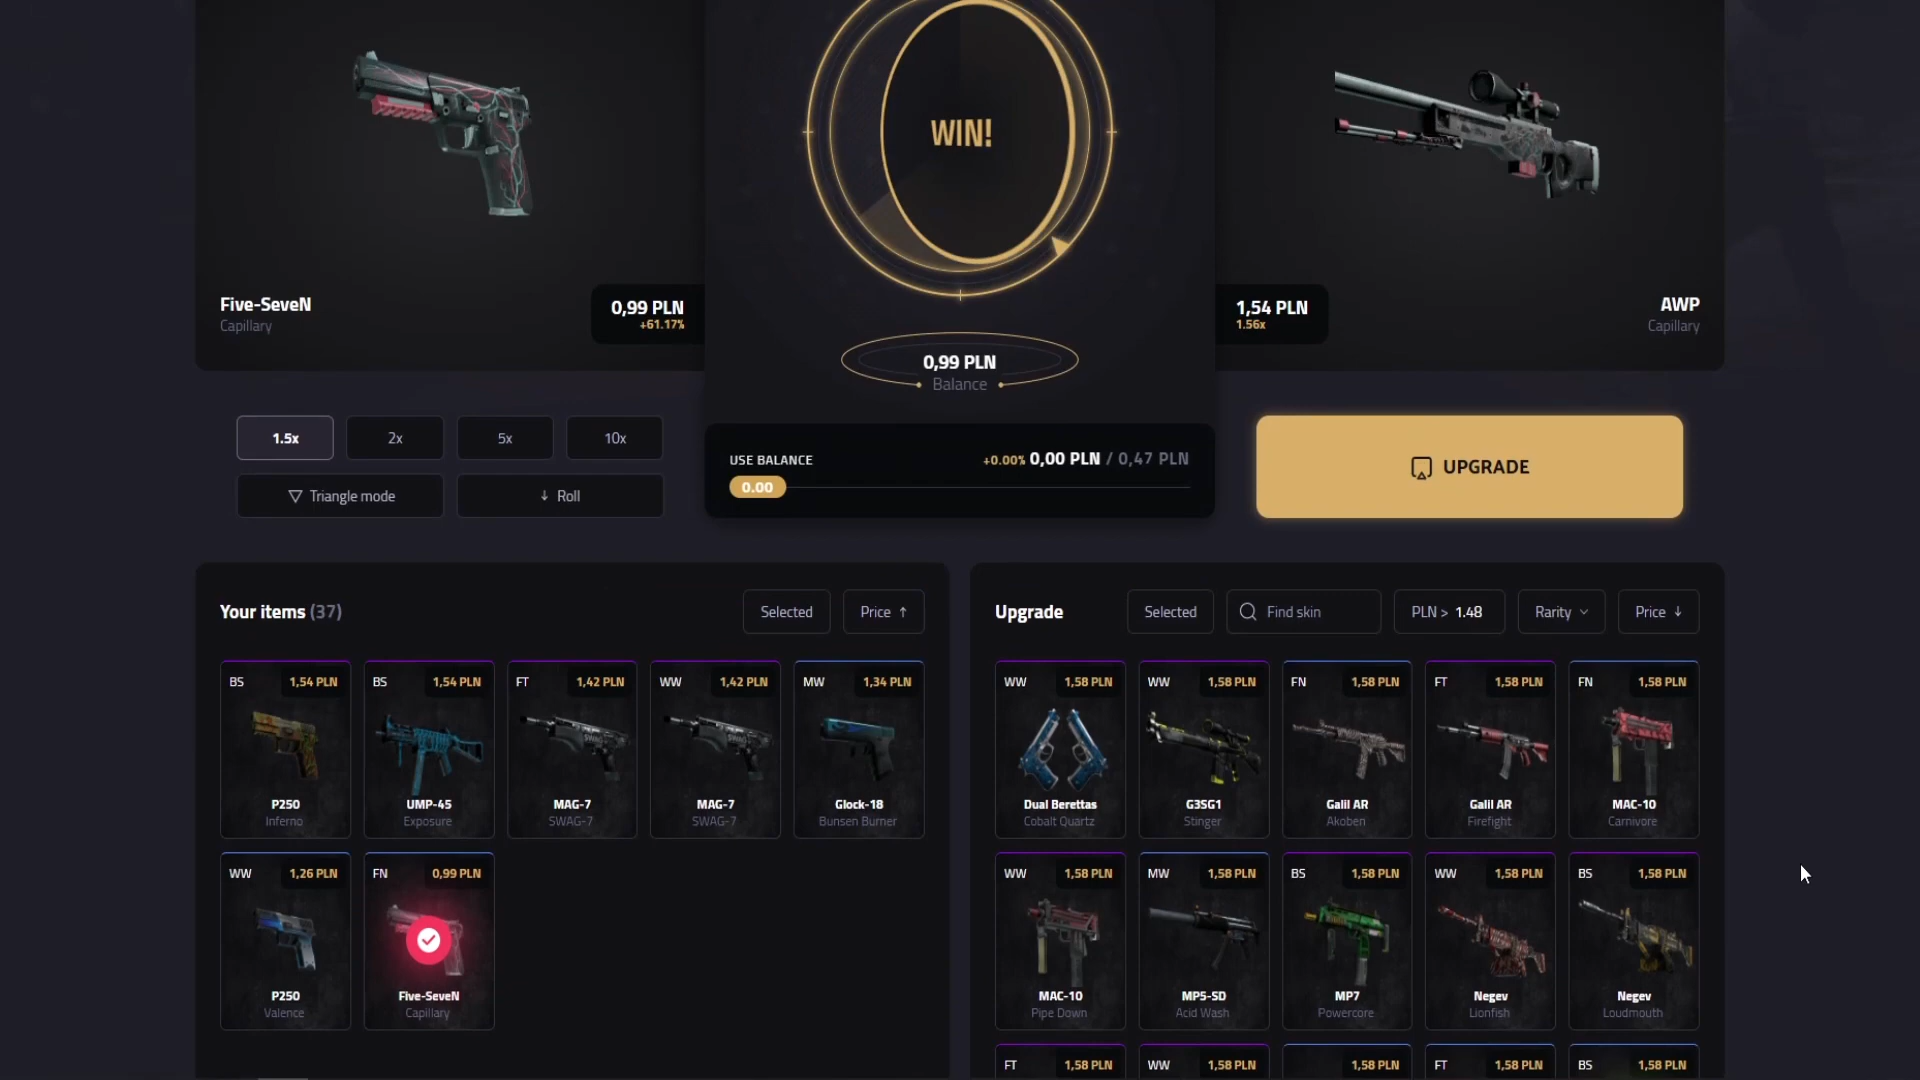 WIN!
Five-SeveN
Capillary
0,99 PLN
+61.17%
1,54 PLN
1.56x
AWP
Capillary
0,99 PLN
Balance
1.5x
2x
5x
10x
Triangle mode
Roll
USE BALANCE
+0.00% 0,00 PLN / 0,47 PLN
0.00
UPGRADE
Your items (37)
Selected
Price ↑
BS 1,54 PLN
P250
Inferno
BS 1,54 PLN
UMP-45
Exposure
FT 1,42 PLN
MAG-7
SWAG-7
WW 1,42 PLN
MAG-7
SWAG-7
MW 1,34 PLN
Glock-18
Bunsen Burner
WW 1,26 PLN
P250
Valence
FN 0,99 PLN
Five-SeveN
Capillary
Upgrade
Selected
Find skin
PLN > 1.48
Rarity
Price ↓
WW 1,58 PLN
Dual Berettas
Cobalt Quartz
WW 1,58 PLN
G3SG1
Stinger
FN 1,58 PLN
Galil AR
Akoben
FT 1,58 PLN
Galil AR
Firefight
FN 1,58 PLN
MAC-10
Carnivore
WW 1,58 PLN
MAC-10
Pipe Down
MW 1,58 PLN
MP5-SD
Acid Wash
BS 1,58 PLN
MP7
Powercore
WW 1,58 PLN
Negev
Lionfish
BS 1,58 PLN
Negev
Loudmouth
FT 1,58 PLN
WW 1,58 PLN
1,58 PLN
FT 1,58 PLN
BS 1,58 PLN